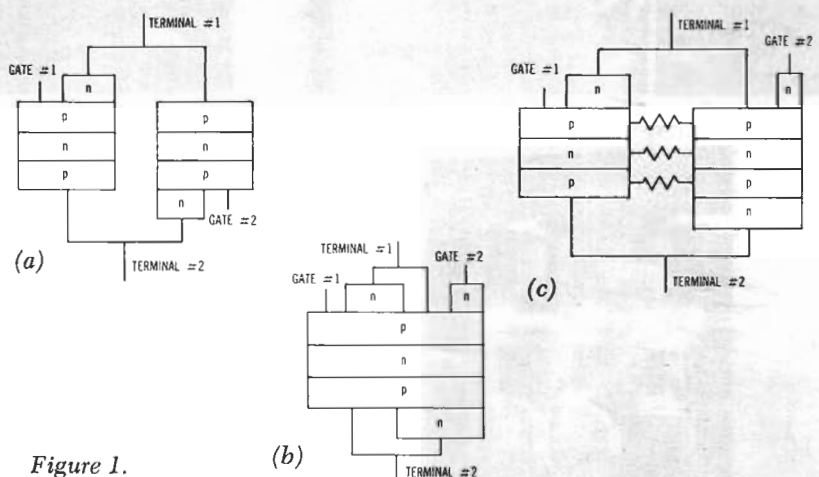 TERMINAL #1
GATE #1
n
p
n
p
p
n
p
n
GATE #2
TERMINAL #2
(a)
TERMINAL #1
GATE #1
GATE #2
n
n
p
n
p
n
TERMINAL #2
(b)
TERMINAL #1
GATE #2
GATE #1
n
n
p
n
p
p
n
p
n
TERMINAL #2
(c)
Figure 1.